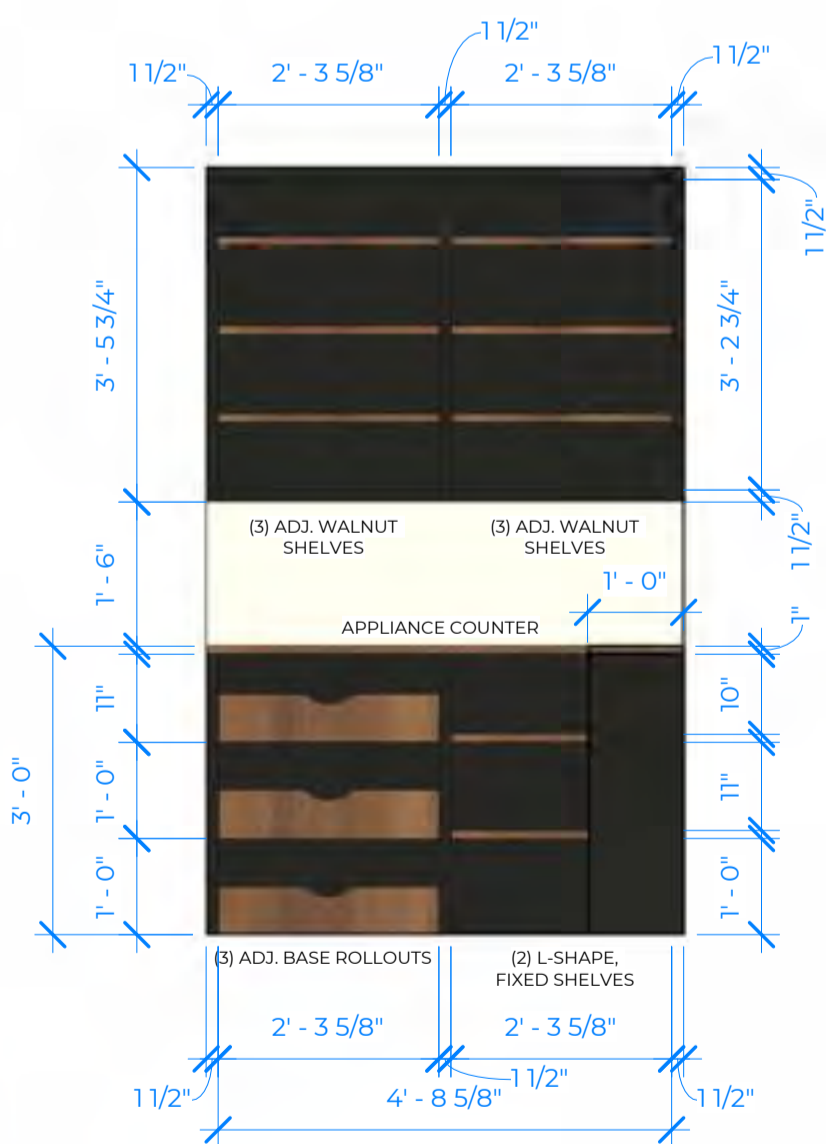 1 1/2"
1 1/2"
2' - 3 5/8"
2' - 3 5/8"
1 1/2"
1 1/2"
3' - 5 3/4"
3' - 2 3/4"
(3) ADJ. WALNUT
SHELVES
(3) ADJ. WALNUT
SHELVES
1 1/2"
1' - 6"
1' - 0"
1"
APPLIANCE COUNTER
11"
10"
3' - 0"
1' - 0"
11"
1' - 0"
1' - 0"
(3) ADJ. BASE ROLLOUTS
(2) L-SHAPE,
FIXED SHELVES
2' - 3 5/8"
2' - 3 5/8"
1 1/2"
1 1/2"
4' - 8 5/8"
1 1/2"